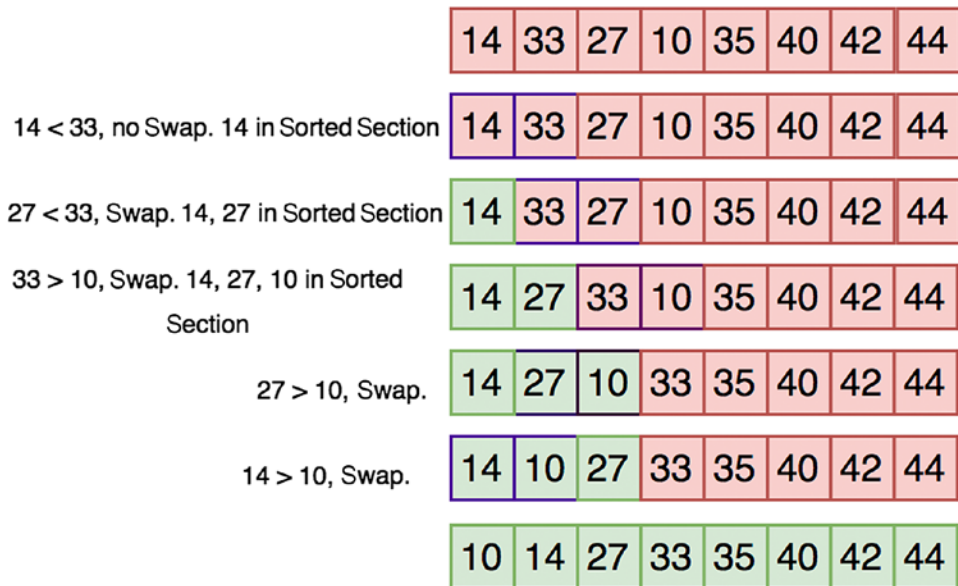 14 33 27 10 35 40 42 44
14 < 33, no Swap. 14 in Sorted Section 14 33 27 10 35 40 42 44
27 < 33, Swap. 14, 27 in Sorted Section 14 33 27 10 35 40 42 44
33 > 10, Swap. 14, 27, 10 in Sorted
Section
14 27 33 10 35 40 42 44
27 > 10, Swap. 14 27 10 33 35 40 42 44
14 > 10, Swap. 14 10 27 33 35 40 42 44
10 14 27 33 35 40 42 44